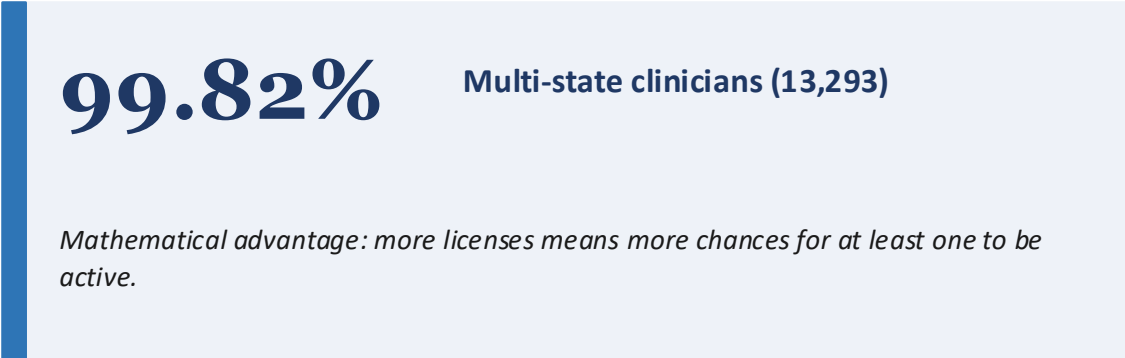 99.82%
Multi-state clinicians (13,293)
Mathematical advantage: more licenses means more chances for at least one to be
active.